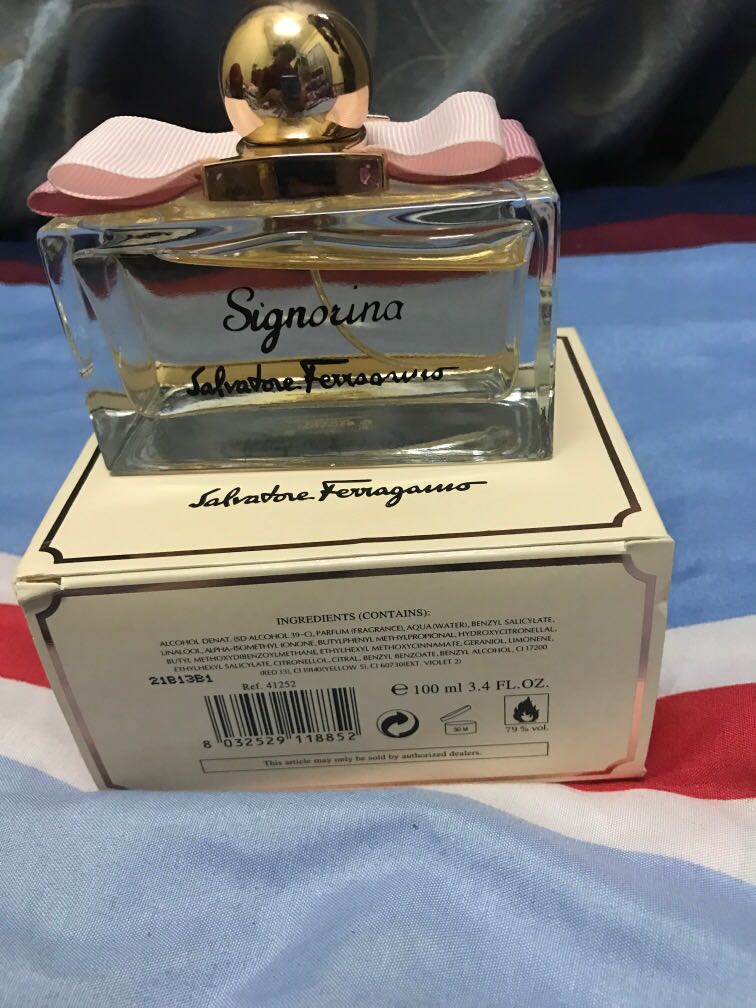 Signorina
Salvatore Ferragamo
Salvatore Ferragamo
INGREDIENTS (CONTAINS):
ALCOHOL DENAT. (SD ALCOHOL 39-C), PARFUM (FRAGRANCE), AQUA (WATER), BENZYL SALICYLATE,
LINALOOL, ALPHA-ISOMETHYL IONONE, BUTYLPHENYL METHYLPROPIONAL, HYDROXYCITRONELLAL,
BUTYL METHOXYDIBENZOYLMETHANE, ETHYLHEXYL METHOXYCINNAMATE, GERANIOL, LIMONENE,
ETHYLHEXYL SALICYLATE, CITRONELLOL, CITRAL, BENZYL BENZOATE, BENZYL ALCOHOL, CI 17200
(RED 33), CI 19140(YELLOW 5), CI 60730(EXT. VIOLET 2)
21B13B1
Ref. 41252
e 100 ml 3.4 FL.OZ.
8 032529 118852
30 M
79 % vol.
This article may only be sold by authorized dealers.